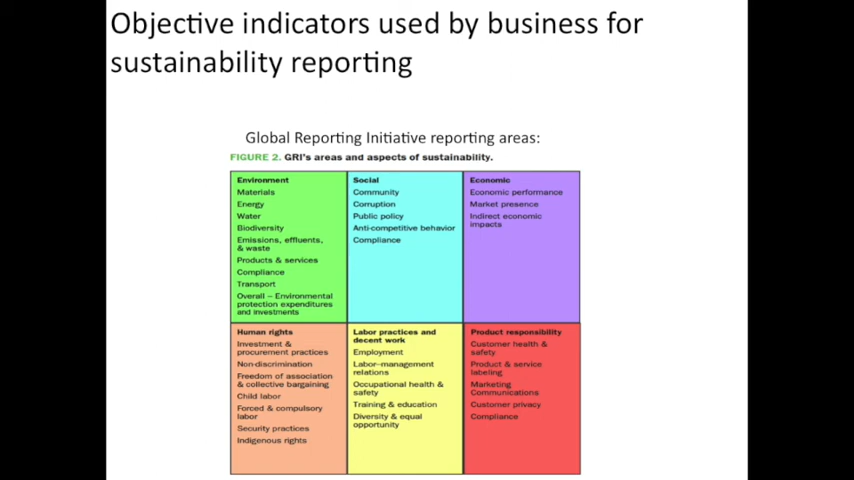 Objective indicators used by business for
sustainability reporting
Global Reporting Initiative reporting areas:
FIGURE 2. GRI's areas and aspects of sustainability.
Environment
Materials
Energy
Water
Biodiversity
Emissions, effluents,
& waste
Products & services
Compliance
Transport
Overall – Environmental
protection expenditures
and investments
Social
Community
Corruption
Public policy
Anti-competitive behavior
Compliance
Economic
Economic performance
Market presence
Indirect economic
impacts
Human rights
Investment &
procurement practices
Non-discrimination
Freedom of association
& collective bargaining
Child labor
Forced & compulsory
labor
Security practices
Indigenous rights
Labor practices and
decent work
Employment
Labor–management
relations
Occupational health &
safety
Training & education
Diversity & equal
opportunity
Product responsibility
Customer health &
safety
Product & service
labeling
Marketing
Communications
Customer privacy
Compliance